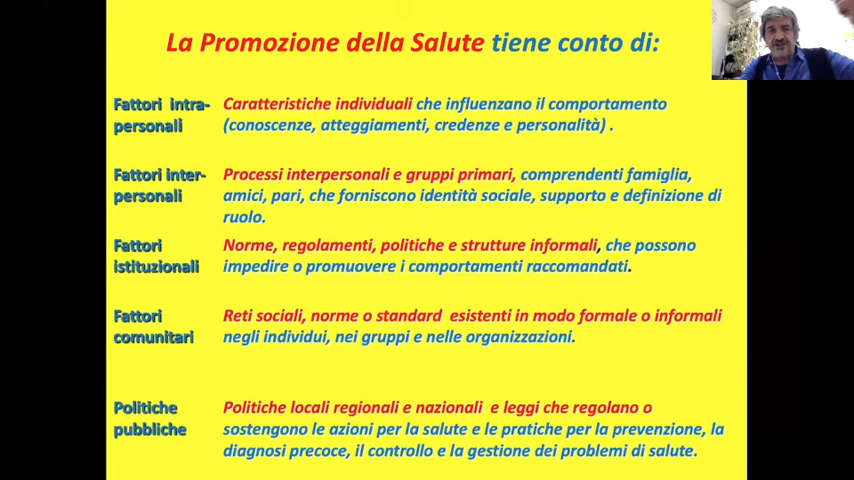 La Promozione della Salute tiene conto di:
Fattori intra-
personali
Caratteristiche individuali che influenzano il comportamento
(conoscenze, atteggiamenti, credenze e personalità) .
Fattori inter-
personali
Processi interpersonali e gruppi primari, comprendenti famiglia,
amici, pari, che forniscono identità sociale, supporto e definizione di
ruolo.
Fattori
istituzionali
Norme, regolamenti, politiche e strutture informali, che possono
impedire o promuovere i comportamenti raccomandati.
Fattori
comunitari
Reti sociali, norme o standard esistenti in modo formale o informali
negli individui, nei gruppi e nelle organizzazioni.
Politiche
pubbliche
Politiche locali regionali e nazionali e leggi che regolano o
sostengono le azioni per la salute e le pratiche per la prevenzione, la
diagnosi precoce, il controllo e la gestione dei problemi di salute.